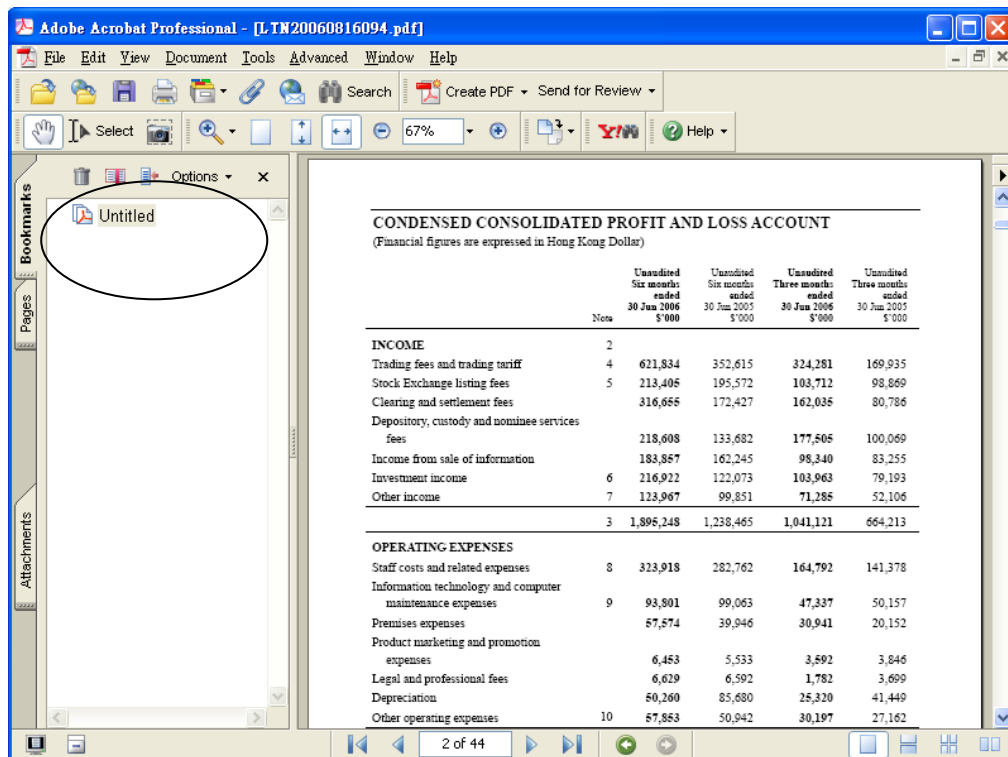 Adobe Acrobat Professional - [LTN20060816094.pdf]
File Edit View Document Tools Advanced Window Help
Search Create PDF Send for Review
Select 67% Y! Help
Bookmarks
Pages
Attachments
Options x
Untitled
CONDENSED CONSOLIDATED PROFIT AND LOSS ACCOUNT
(Financial figures are expressed in Hong Kong Dollar)
Unaudited Unaudited Unaudited Unaudited
Six months Six months Three months Three months
ended ended ended ended
30 Jun 2006 30 Jun 2005 30 Jun 2006 30 Jun 2005
Note $'000 $'000 $'000 $'000
INCOME 2
Trading fees and trading tariff 4 621,834 352,615 324,281 169,935
Stock Exchange listing fees 5 213,405 195,572 103,712 98,869
Clearing and settlement fees 316,655 172,427 162,035 80,786
Depository, custody and nominee services
fees 218,608 133,682 177,505 100,069
Income from sale of information 183,857 162,245 98,340 83,255
Investment income 6 216,922 122,073 103,963 79,193
Other income 7 123,967 99,851 71,285 52,106
3 1,895,248 1,238,465 1,041,121 664,213
OPERATING EXPENSES
Staff costs and related expenses 8 323,918 282,762 164,792 141,378
Information technology and computer
maintenance expenses 9 93,801 99,063 47,337 50,157
Premises expenses 57,574 39,946 30,941 20,152
Product marketing and promotion
expenses 6,453 5,533 3,592 3,846
Legal and professional fees 6,629 6,592 1,782 3,699
Depreciation 50,260 85,680 25,320 41,449
Other operating expenses 10 57,853 50,942 30,197 27,162
2 of 44